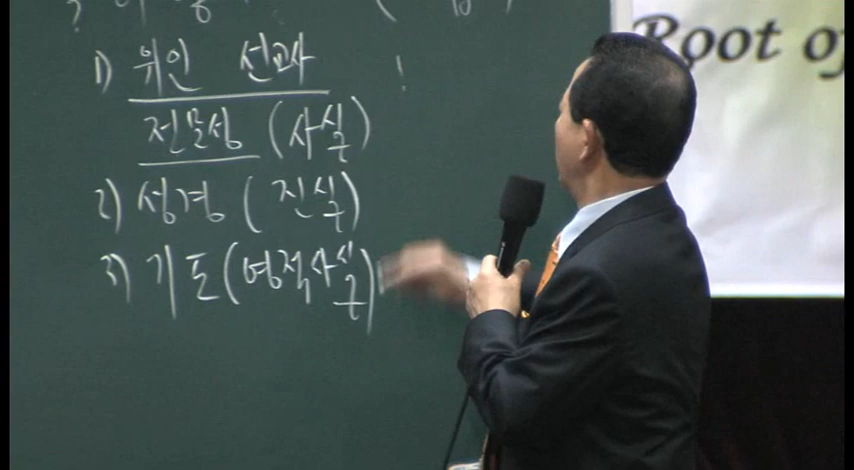 1) 위인 선교사 !
전문성 (사실)
2) 성경 (진실)
3) 기도 (영적사실)
Root of